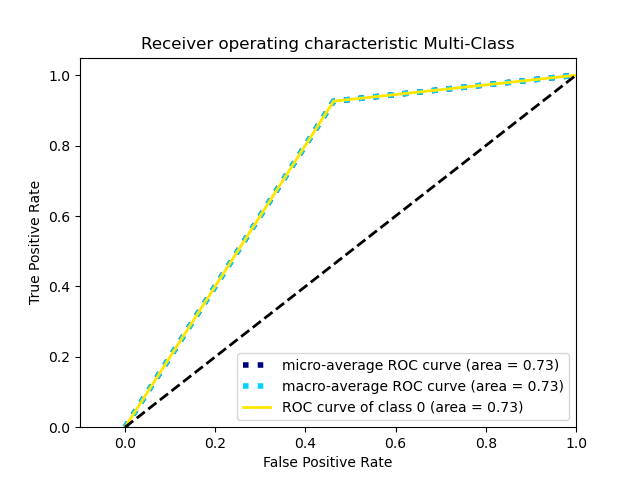 Receiver operating characteristic Multi-Class
True Positive Rate
1.0
0.8
0.6
0.4
0.2
0.0
micro-average ROC curve (area = 0.73)
macro-average ROC curve (area = 0.73)
ROC curve of class 0 (area = 0.73)
0.0 0.2 0.4 0.6 0.8 1.0
False Positive Rate